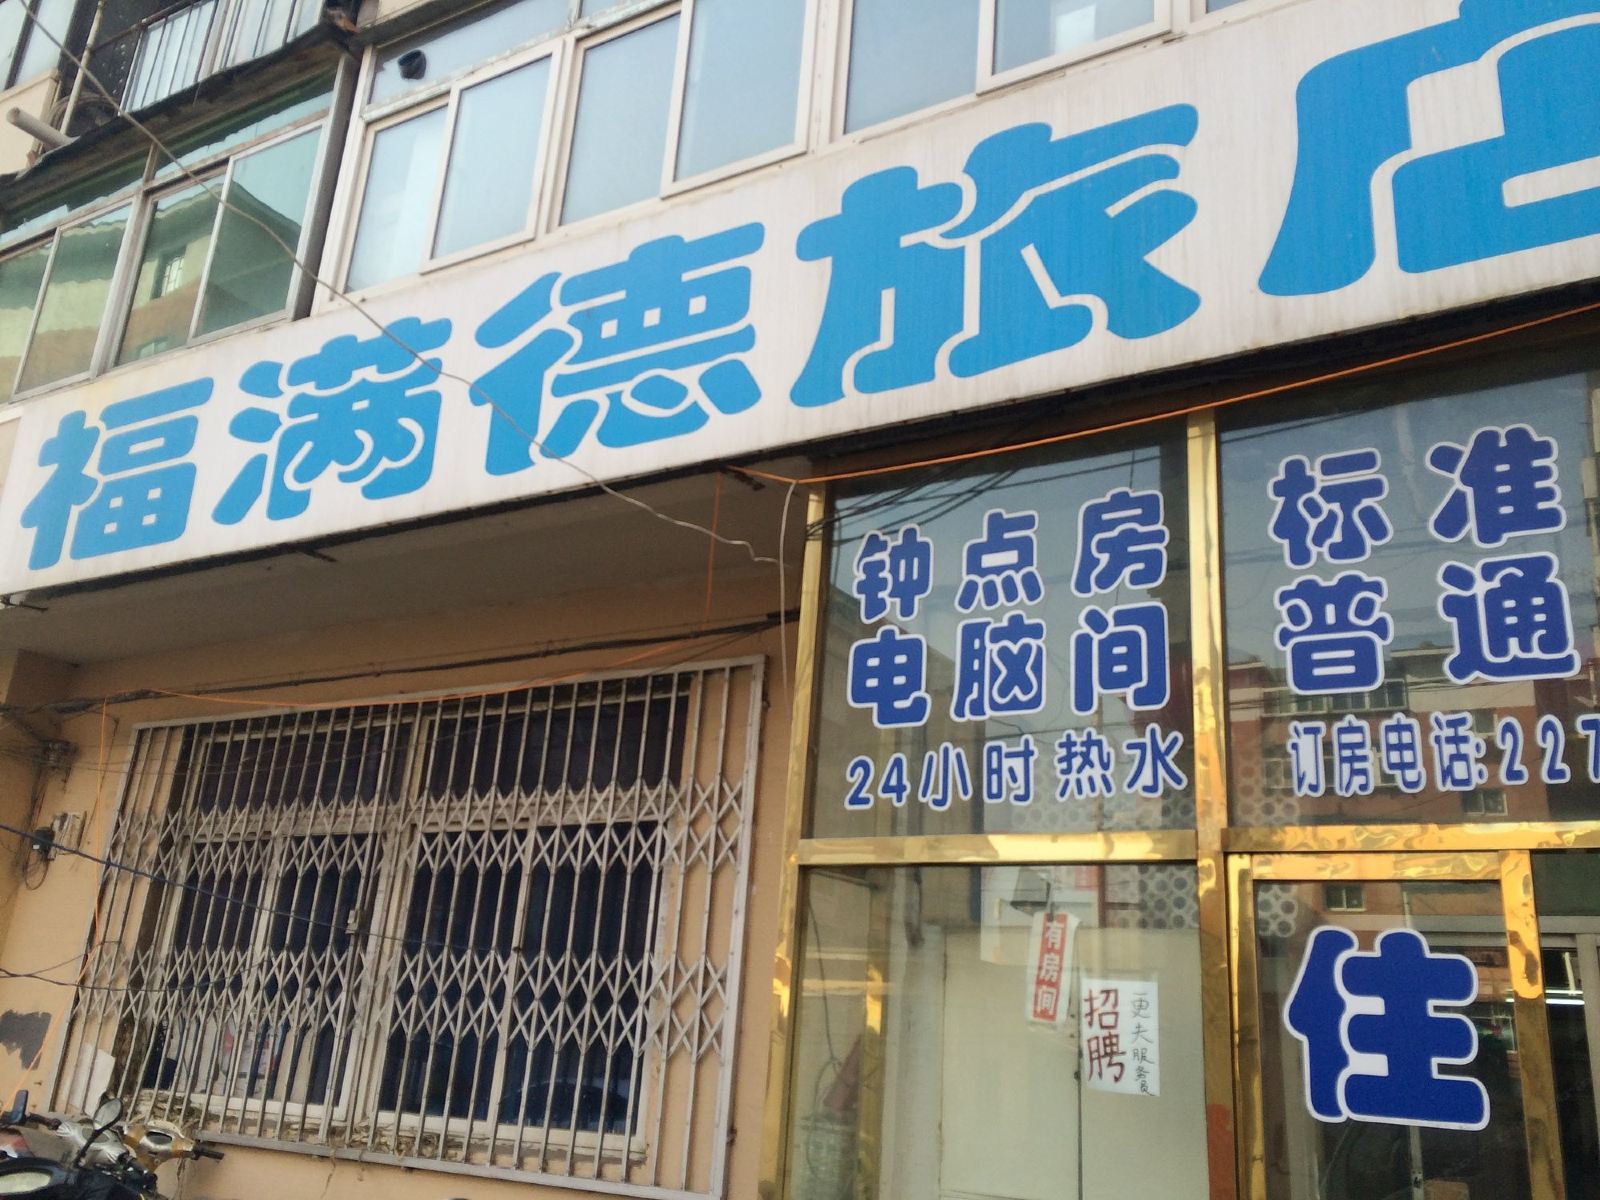 福满德旅店
钟点房
电脑间
24小时热水
标准
普通
订房电话:227
住
有房间
招聘
更夫服务员